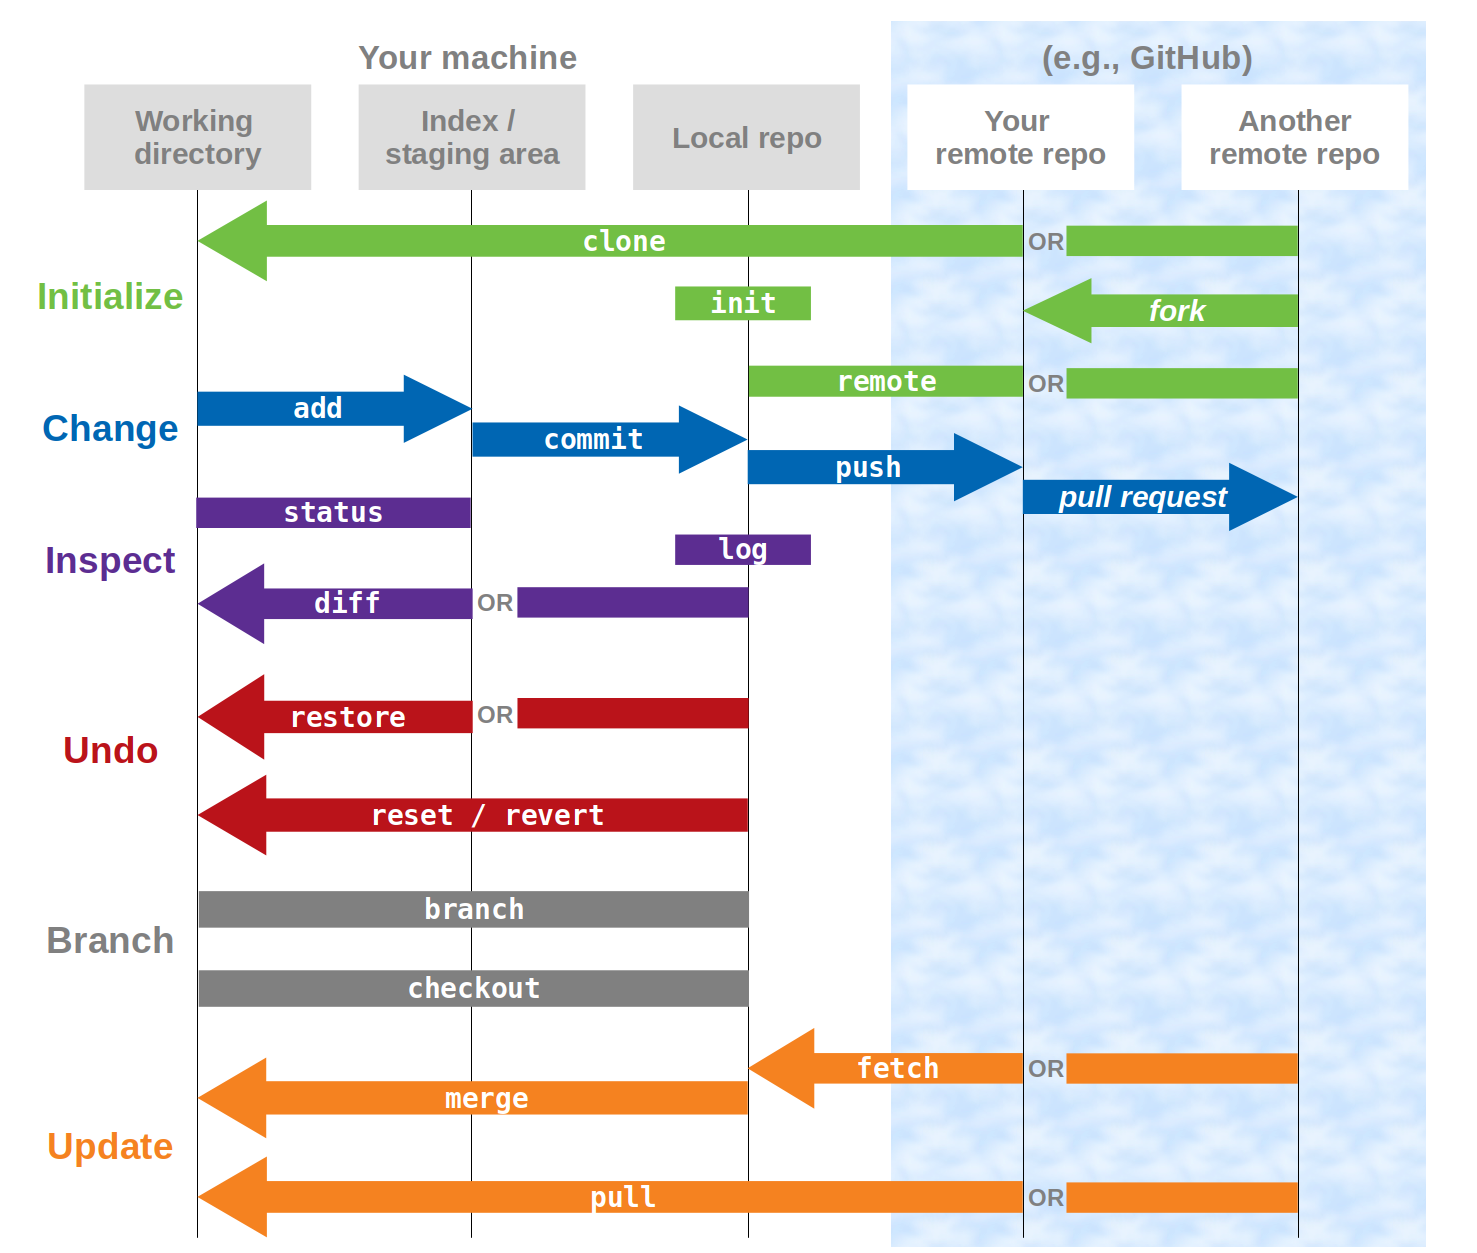 Your machine
(e.g., GitHub)
Working
directory
Index /
staging area
Local repo
Your
remote repo
Another
remote repo
clone
OR
Initialize
init
fork
remote
OR
Change
add
commit
push
pull request
status
Inspect
log
diff
OR
restore
OR
Undo
reset / revert
branch
Branch
checkout
fetch
OR
merge
Update
pull
OR